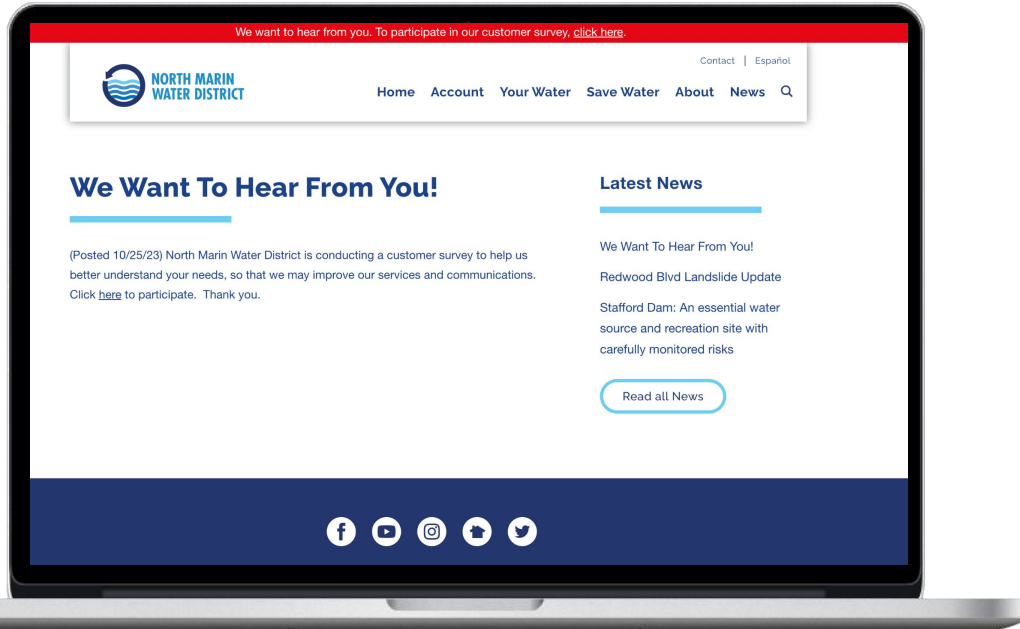 We want to hear from you. To participate in our customer survey, click here.
Contact | Español
NORTH MARIN
WATER DISTRICT
Home Account Your Water Save Water About News
We Want To Hear From You!
(Posted 10/25/23) North Marin Water District is conducting a customer survey to help us
better understand your needs, so that we may improve our services and communications.
Click here to participate. Thank you.
Latest News
We Want To Hear From You!
Redwood Blvd Landslide Update
Stafford Dam: An essential water
source and recreation site with
carefully monitored risks
Read all News